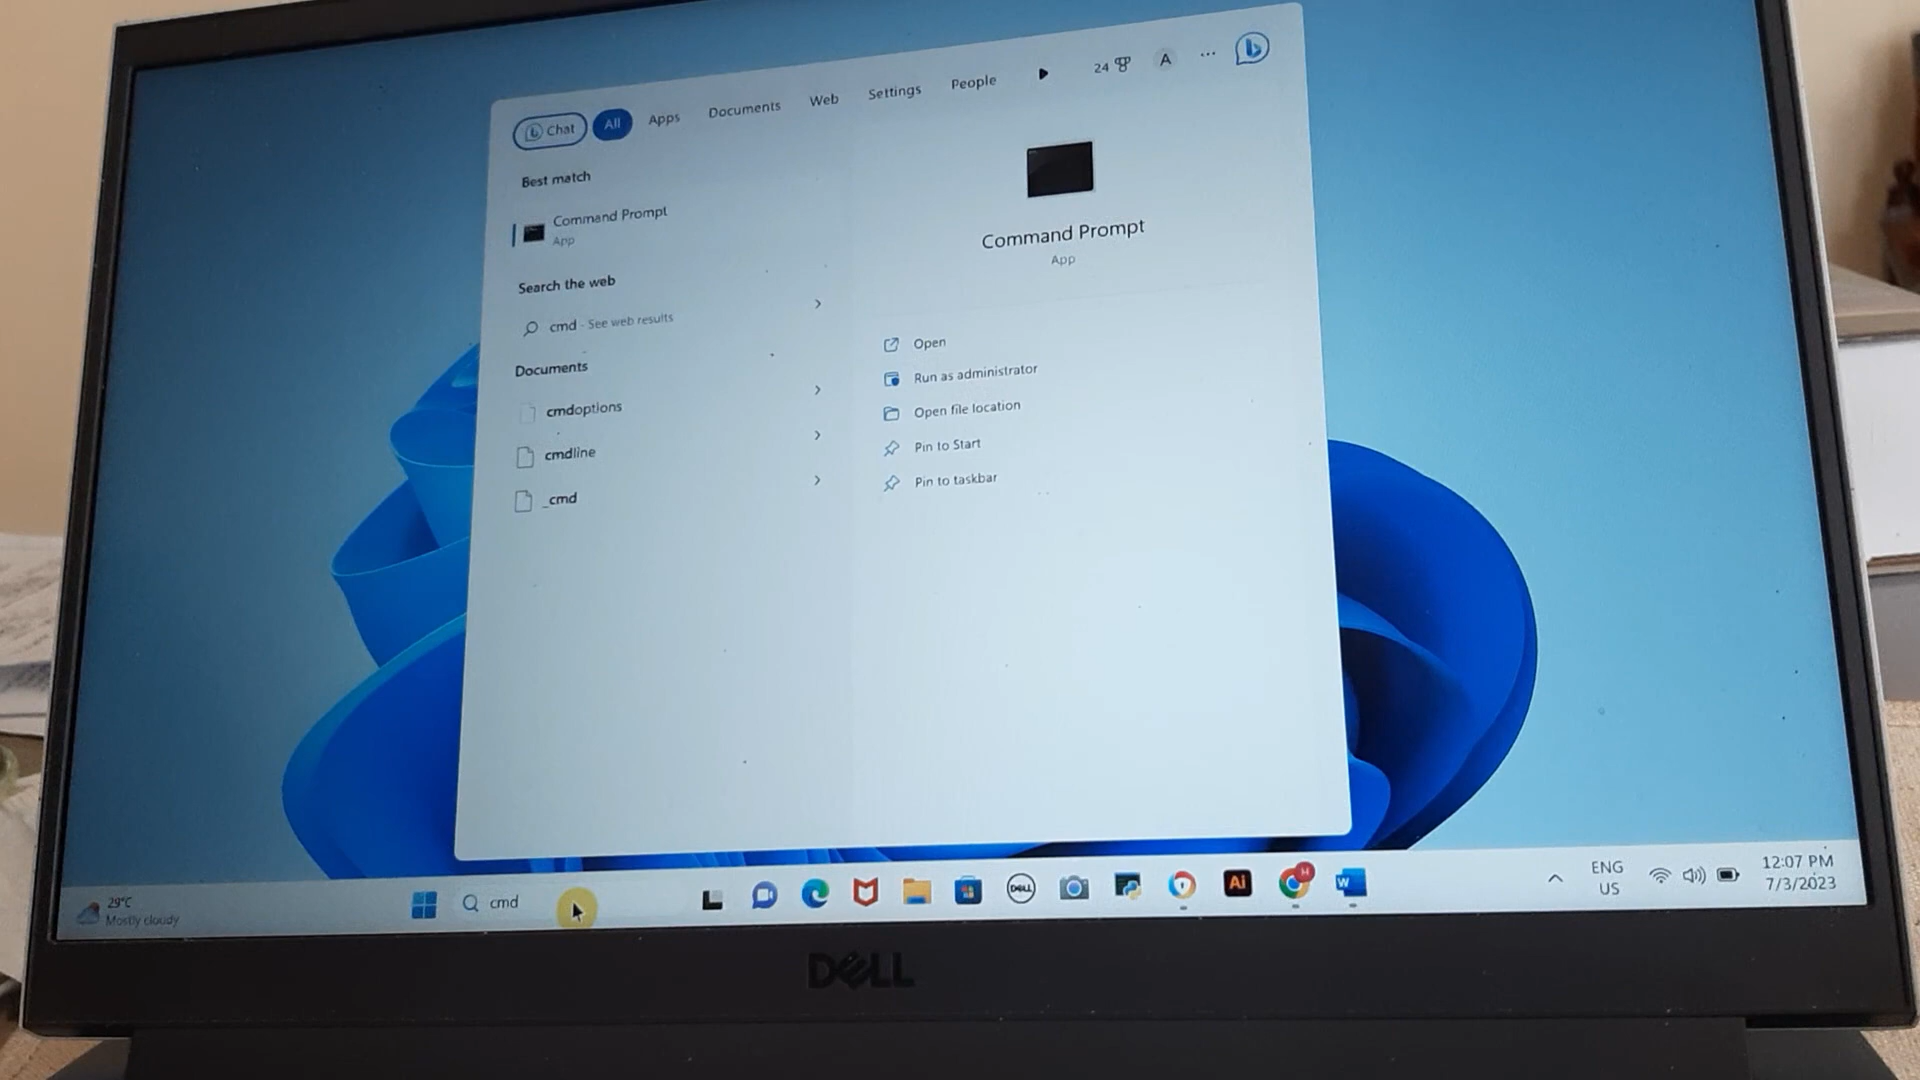 Chat All Apps Documents Web Settings People 24 A
Best match
Command Prompt
App
Search the web
cmd - See web results
Documents
cmdoptions
cmdline
_cmd
Command Prompt
App
Open
Run as administrator
Open file location
Pin to Start
Pin to taskbar
29°C
Mostly cloudy
cmd
DELL
Ai
H
W
ENG
US
12:07 PM
7/3/2023
DELL